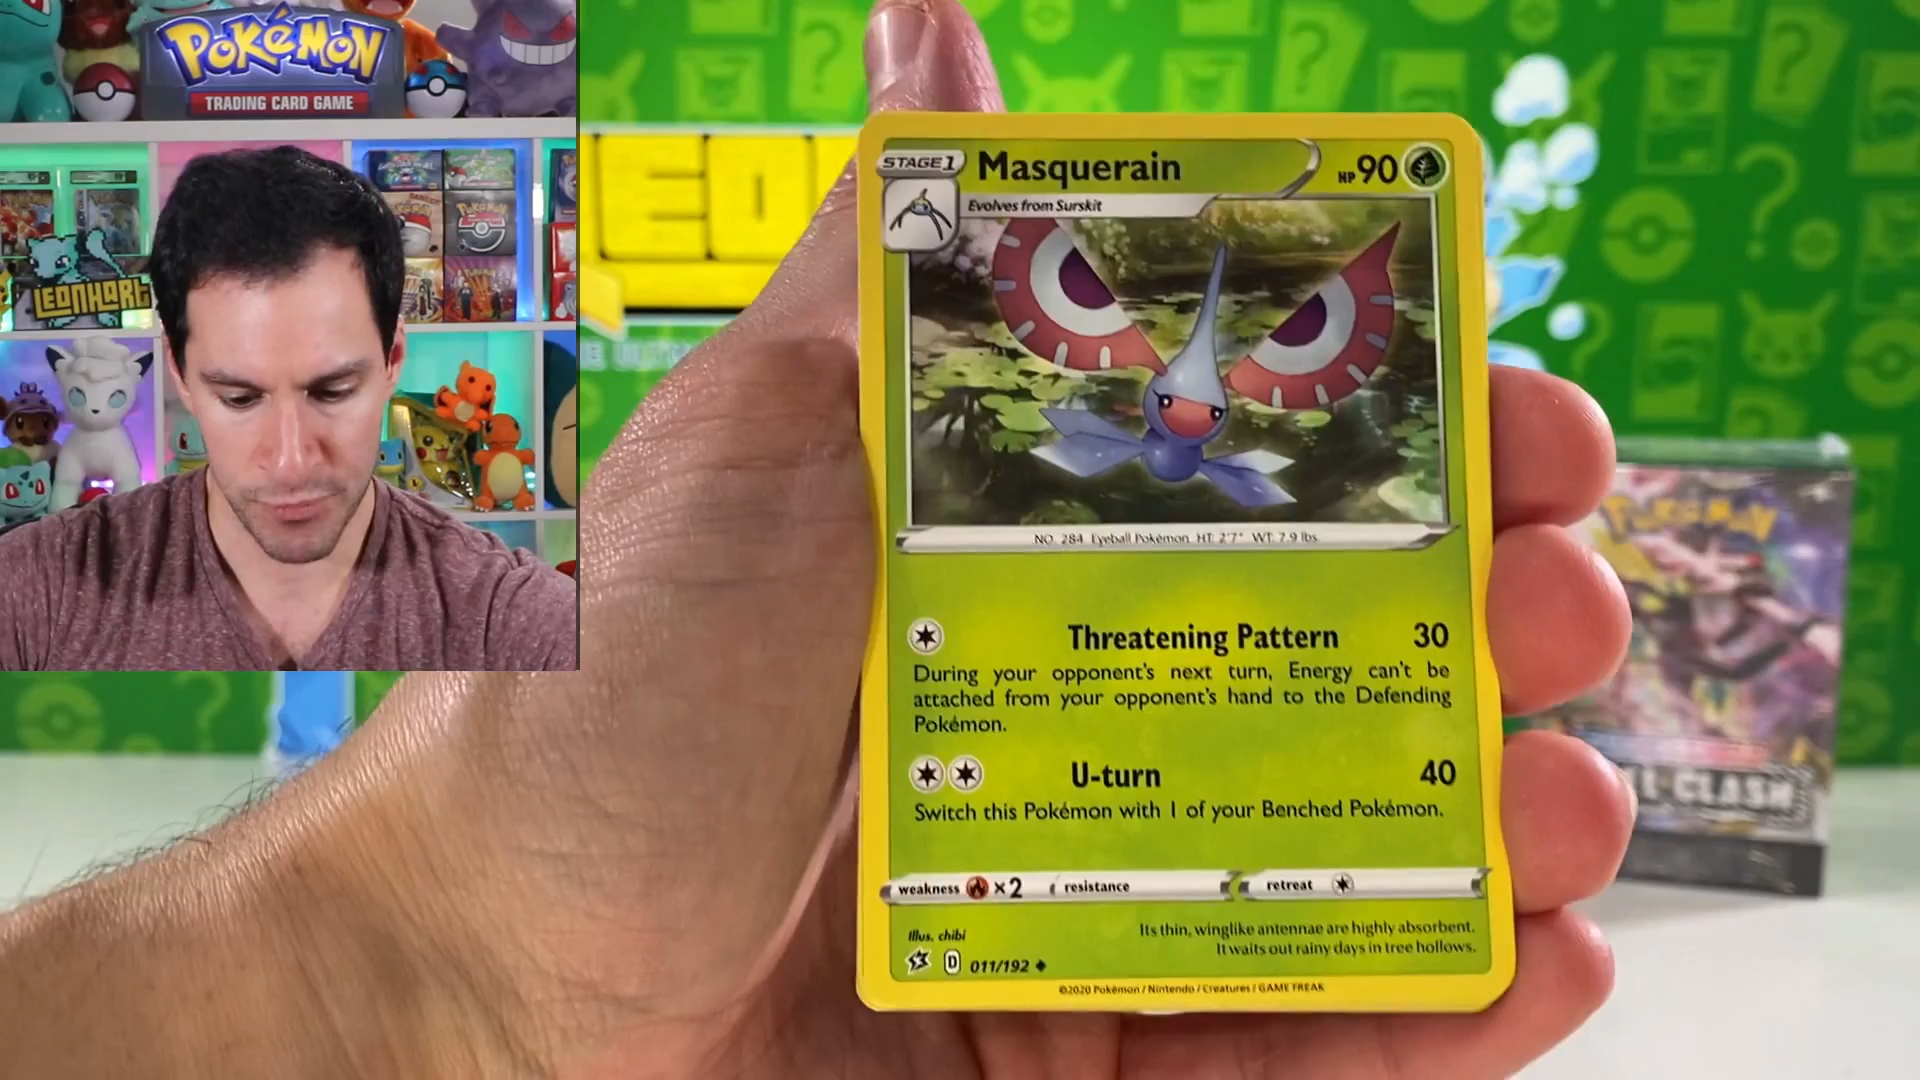 POKÉMON
TRADING CARD GAME
LEONHART
STAGE 1
Masquerain
HP 90
Evolves from Surskit
NO. 284 Eyeball Pokémon HT: 2'7" WT: 7.9 lbs
Threatening Pattern 30
During your opponent's next turn, Energy can't be
attached from your opponent's hand to the Defending
Pokémon.
U-turn 40
Switch this Pokémon with 1 of your Benched Pokémon.
weakness ×2 resistance retreat
Illus. chibi
Its thin, winglike antennae are highly absorbent.
It waits out rainy days in tree hollows.
D 011/192
©2020 Pokémon / Nintendo / Creatures / GAME FREAK
POKÉMON
CLASH